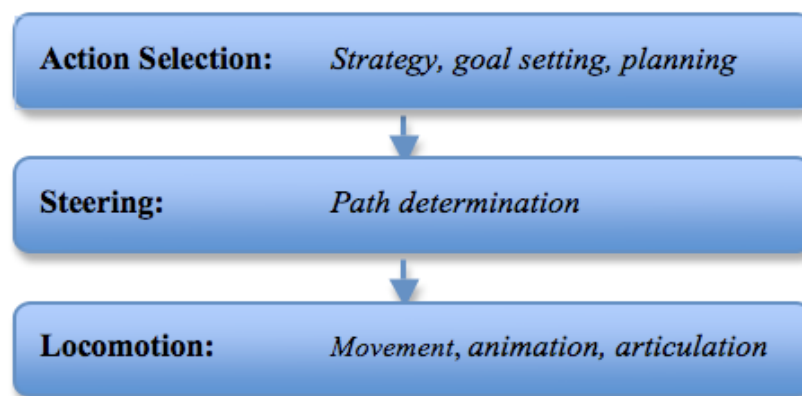 Action Selection: Strategy, goal setting, planning
Steering: Path determination
Locomotion: Movement, animation, articulation